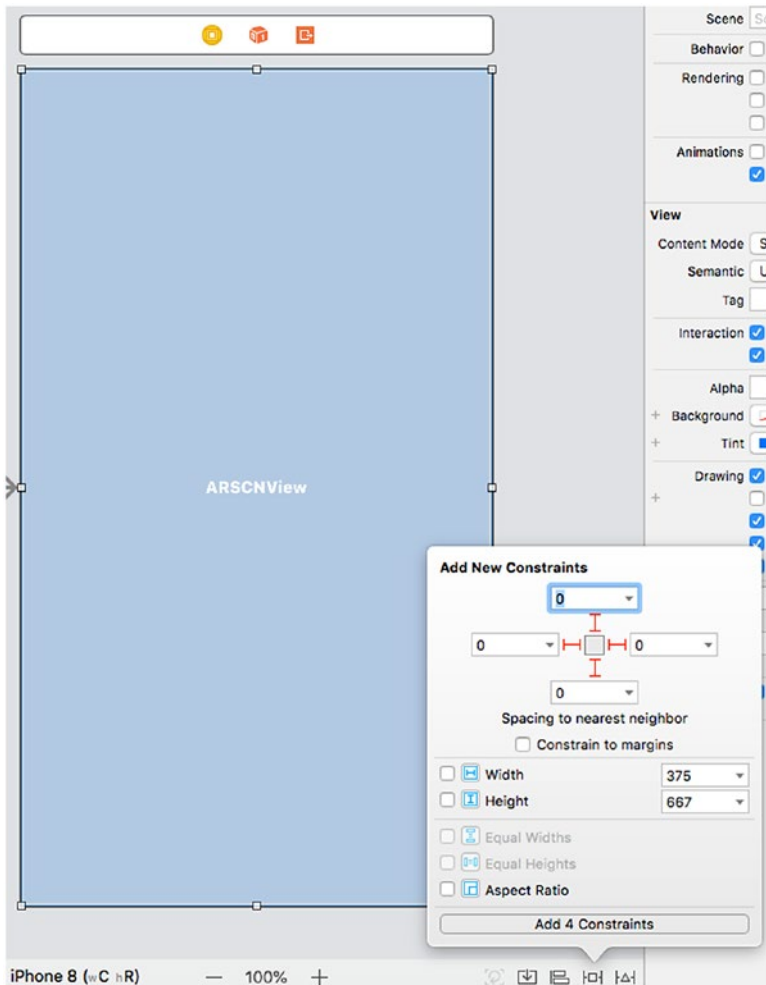 Scene
Behavior
Rendering
Animations
View
Content Mode S
Semantic U
Tag
Interaction
Alpha
+ Background
+ Tint
Drawing
+
ARSCNView
Add New Constraints
0
0 0
0
Spacing to nearest neighbor
Constrain to margins
Width 375
Height 667
Equal Widths
Equal Heights
Aspect Ratio
Add 4 Constraints
iPhone 8 (wC hR) — 100% +